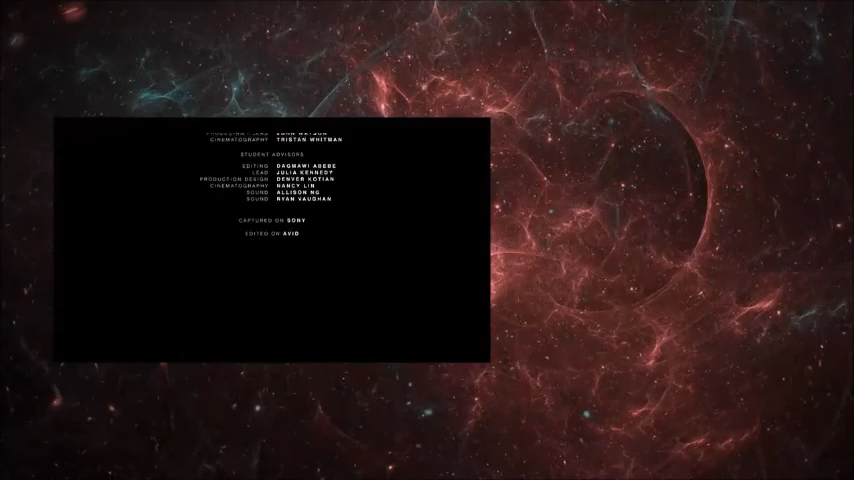 CINEMATOGRAPHY TRISTAN WHITMAN
STUDENT ADVISORS
EDITING DAGMAWI ABEBE
LEAD JULIA KENNEDY
PRODUCTION DESIGN DENVER KOTIAN
CINEMATOGRAPHY NANCY LIN
SOUND ALLISON NG
SOUND RYAN VAUGHAN
CAPTURED ON SONY
EDITED ON AVID